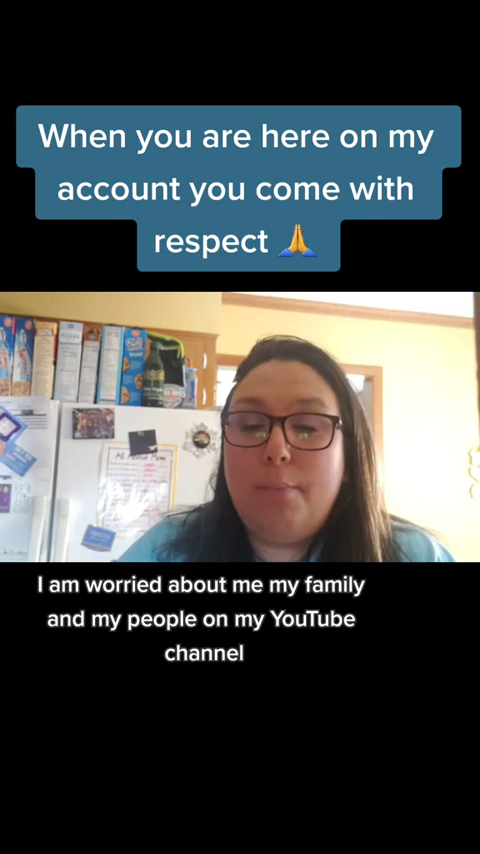 When you are here on my
account you come with
respect 🙏
I am worried about me my family
and my people on my YouTube
channel